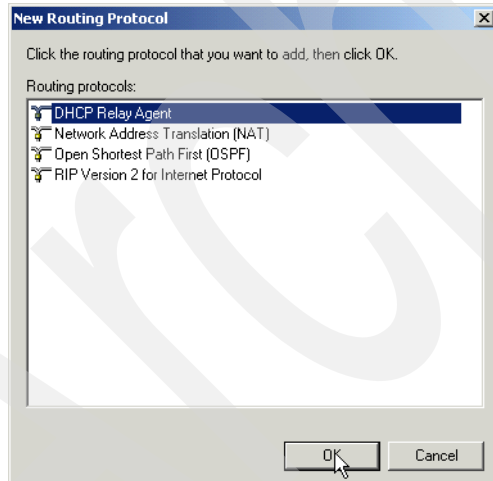 New Routing Protocol
Click the routing protocol that you want to add, then click OK.
Routing protocols:
DHCP Relay Agent
Network Address Translation (NAT)
Open Shortest Path First (OSPF)
RIP Version 2 for Internet Protocol
OK
Cancel